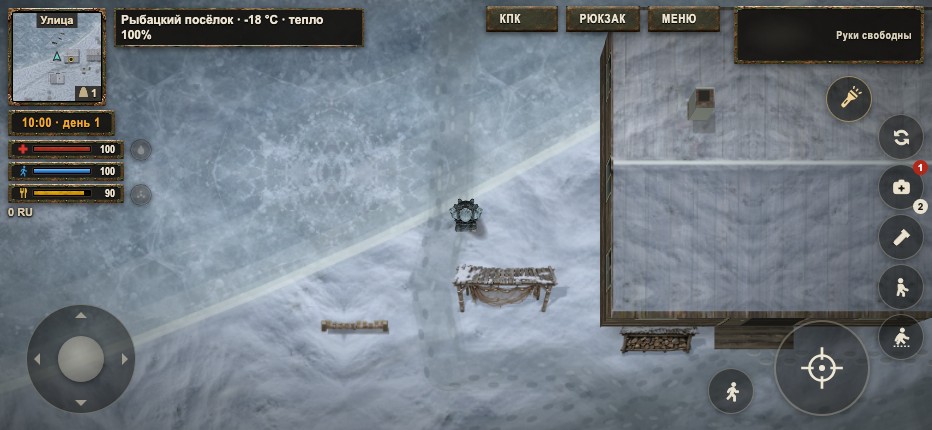 Улица
Рыбацкий посёлок · -18 °C · тепло
100%
КПК
РЮКЗАК
МЕНЮ
Руки свободны
1
10:00 · день 1
100
100
90
0 RU
1
2